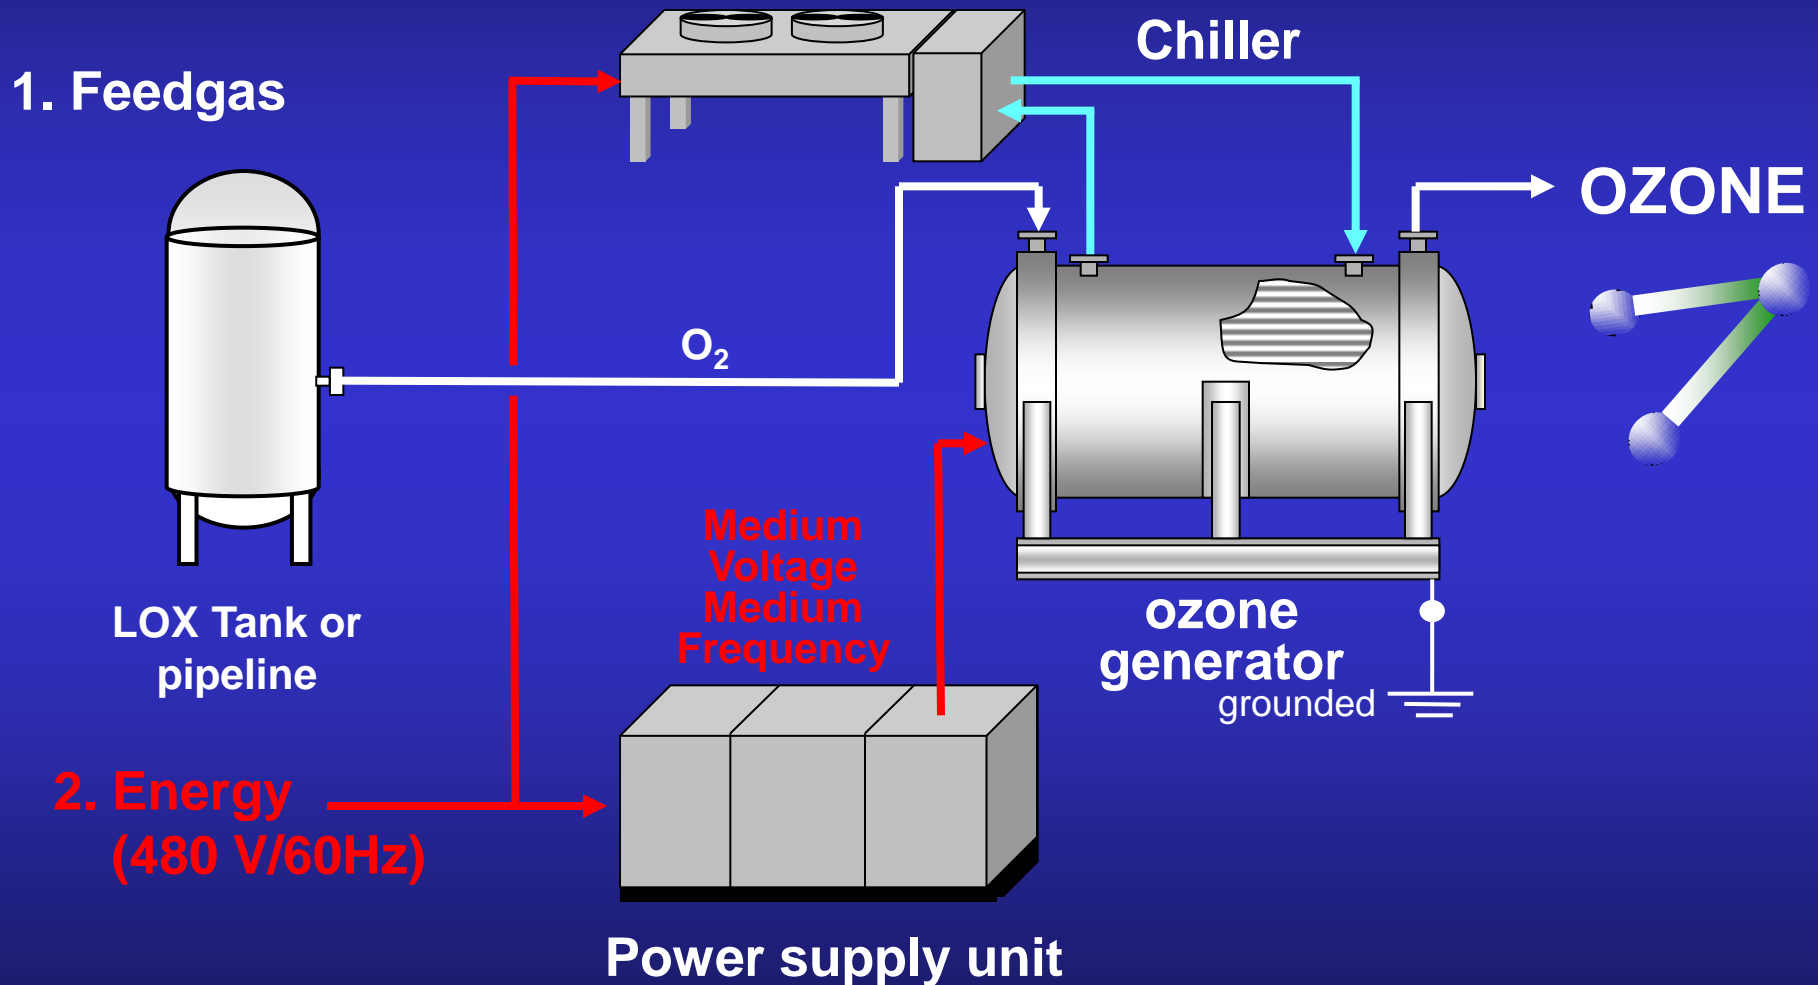 Chiller
1. Feedgas
OZONE
O₂
Medium
Voltage
Medium
Frequency
ozone
generator
grounded
LOX Tank or
pipeline
2. Energy
(480 V/60Hz)
Power supply unit